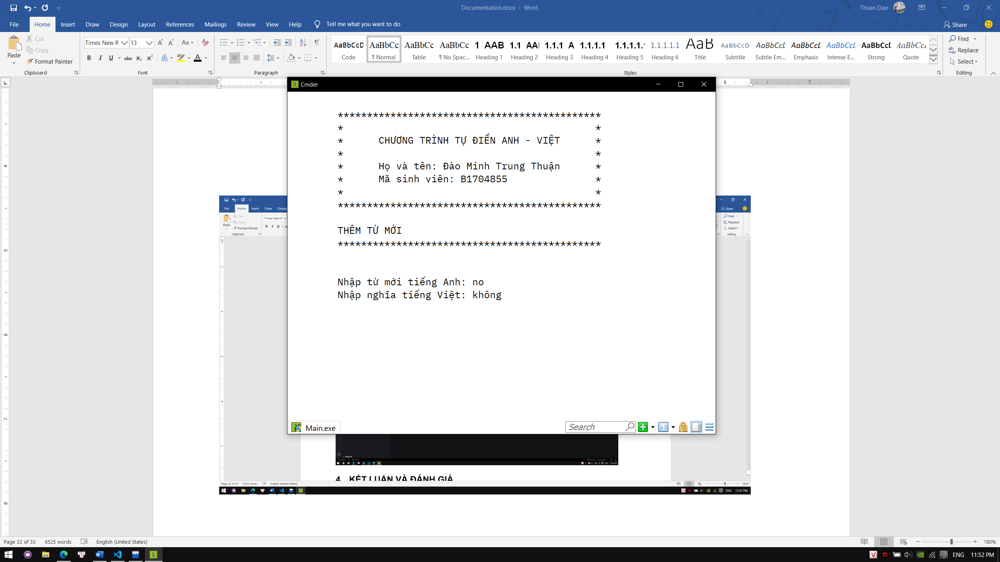 Documentation.docx - Word
Thuan Dao
File Home Insert Draw Design Layout References Mailings Review View Help Tell me what you want to do Share
Paste
Cut
Copy
Format Painter
Clipboard
Times New R 13
Font
Paragraph
AaBbCcD AaBbCc AaBbCc AaBbCc 1 AAB 1.1 AAI 1.1.1 A 1.1.1.1 1.1.1.1.1 1.1.1.1.1 AaB AaBbCcD AaBbCcL AaBbCcL AaBbCcL AaBbCcL AaBbCcI
Code ¶ Normal Table ¶ No Spac... Heading 1 Heading 2 Heading 3 Heading 4 Heading 5 Heading 6 Title Subtitle Subtle Em... Emphasis Intense E... Strong Quote
Styles
Find
Replace
Select
Editing
6 7
Cmder
*********************************************
* *
* CHƯƠNG TRÌNH TỰ ĐIỂN ANH - VIỆT *
* *
* Họ và tên: Đào Minh Trung Thuận *
* Mã sinh viên: B1704855 *
* *
*********************************************
THÊM TỪ MỚI
*********************************************
Nhập từ mới tiếng Anh: no
Nhập nghĩa tiếng Việt: không
Main.exe
Search
4
5
6
7
8
File Home Insert Draw Design
Paste
Cut
Copy
Format Painter
Clipboard
Times New R
Share
Find
Replace
Select
Editing
TIMELINE
4 KẾT LUẬN VÀ ĐÁNH GIÁ
Page 32 of 32 6525 words English (United States) 180%
ENG 11:47 PM
Page 32 of 33 6525 words English (United States) 180%
ENG 11:52 PM